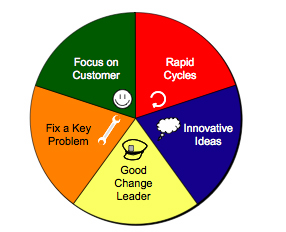 Focus on
Customer
Rapid
Cycles
Fix a Key
Problem
Innovative
Ideas
Good
Change
Leader